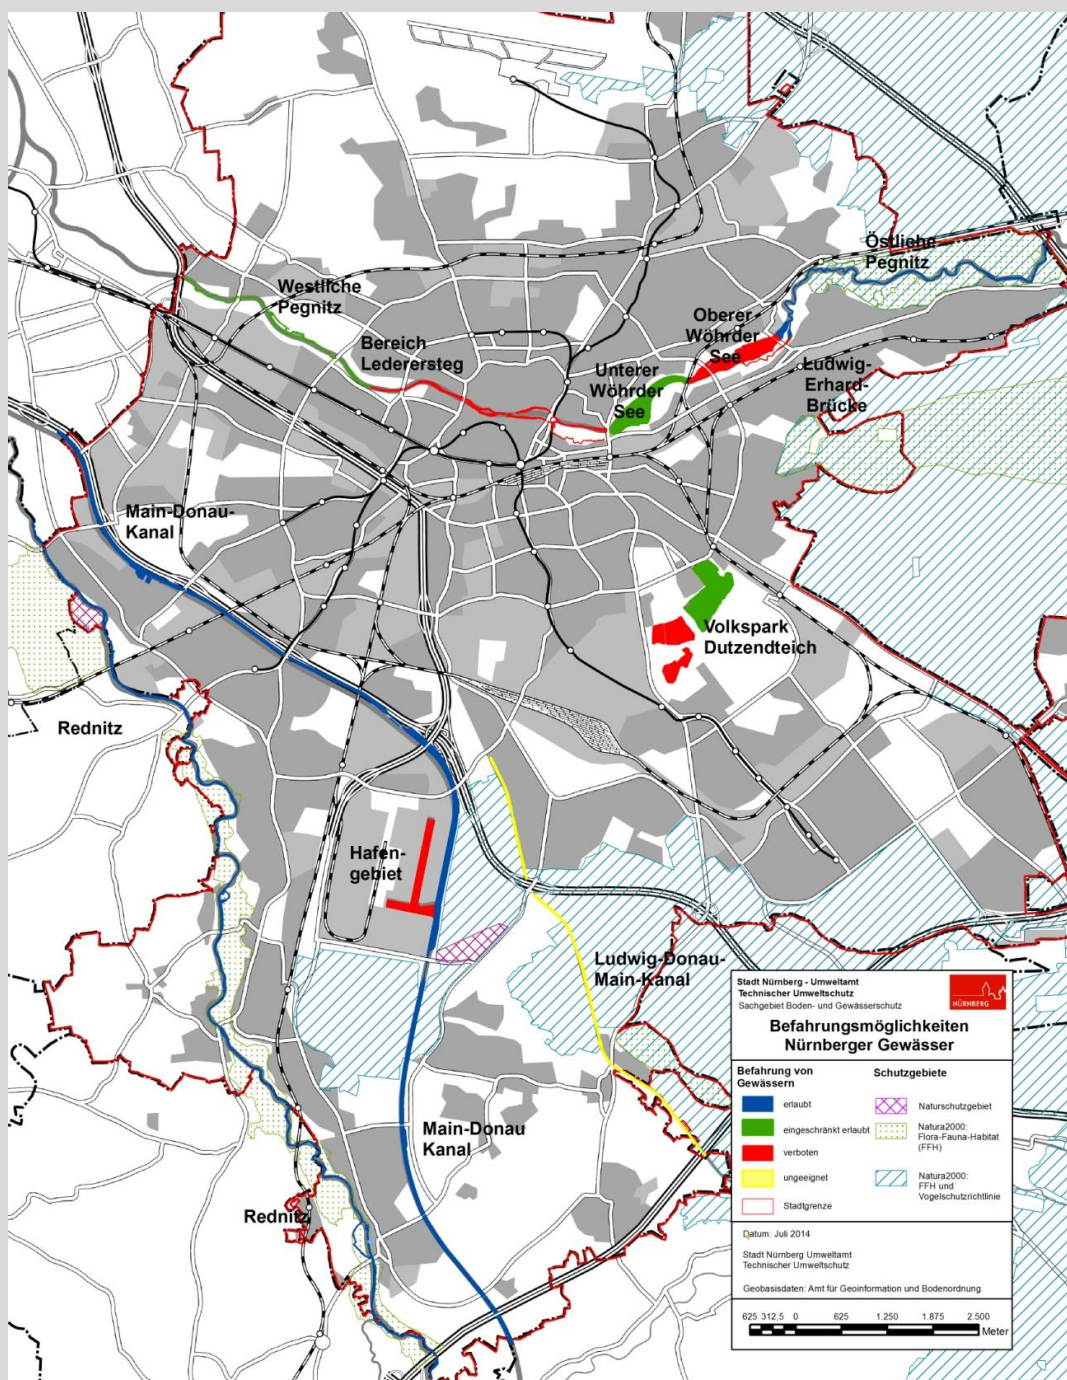 Östliche
Pegnitz
Westliche
Pegnitz
Oberer
Wöhrder
See
Bereich
Lederersteg
Unterer
Wöhrder
See
Ludwig-
Erhard-
Brücke
Main-Donau-
Kanal
Volkspark
Dutzendteich
Rednitz
Hafen-
gebiet
Ludwig-Donau-
Main-Kanal
Main-Donau
Kanal
Rednitz
Stadt Nürnberg - Umweltamt
Technischer Umweltschutz
Sachgebiet Boden- und Gewässerschutz
NÜRNBERG
Befahrungsmöglichkeiten
Nürnberger Gewässer
Befahrung von
Gewässern
erlaubt
eingeschränkt erlaubt
verboten
ungeeignet
Stadtgrenze
Schutzgebiete
Naturschutzgebiet
Natura2000:
Flora-Fauna-Habitat
(FFH)
Natura2000:
FFH und
Vogelschutzrichtlinie
Datum: Juli 2014
Stadt Nürnberg Umweltamt
Technischer Umweltschutz
Geobasisdaten: Amt für Geoinformation und Bodenordnung
625 312,5 0 625 1.250 1.875 2.500
Meter